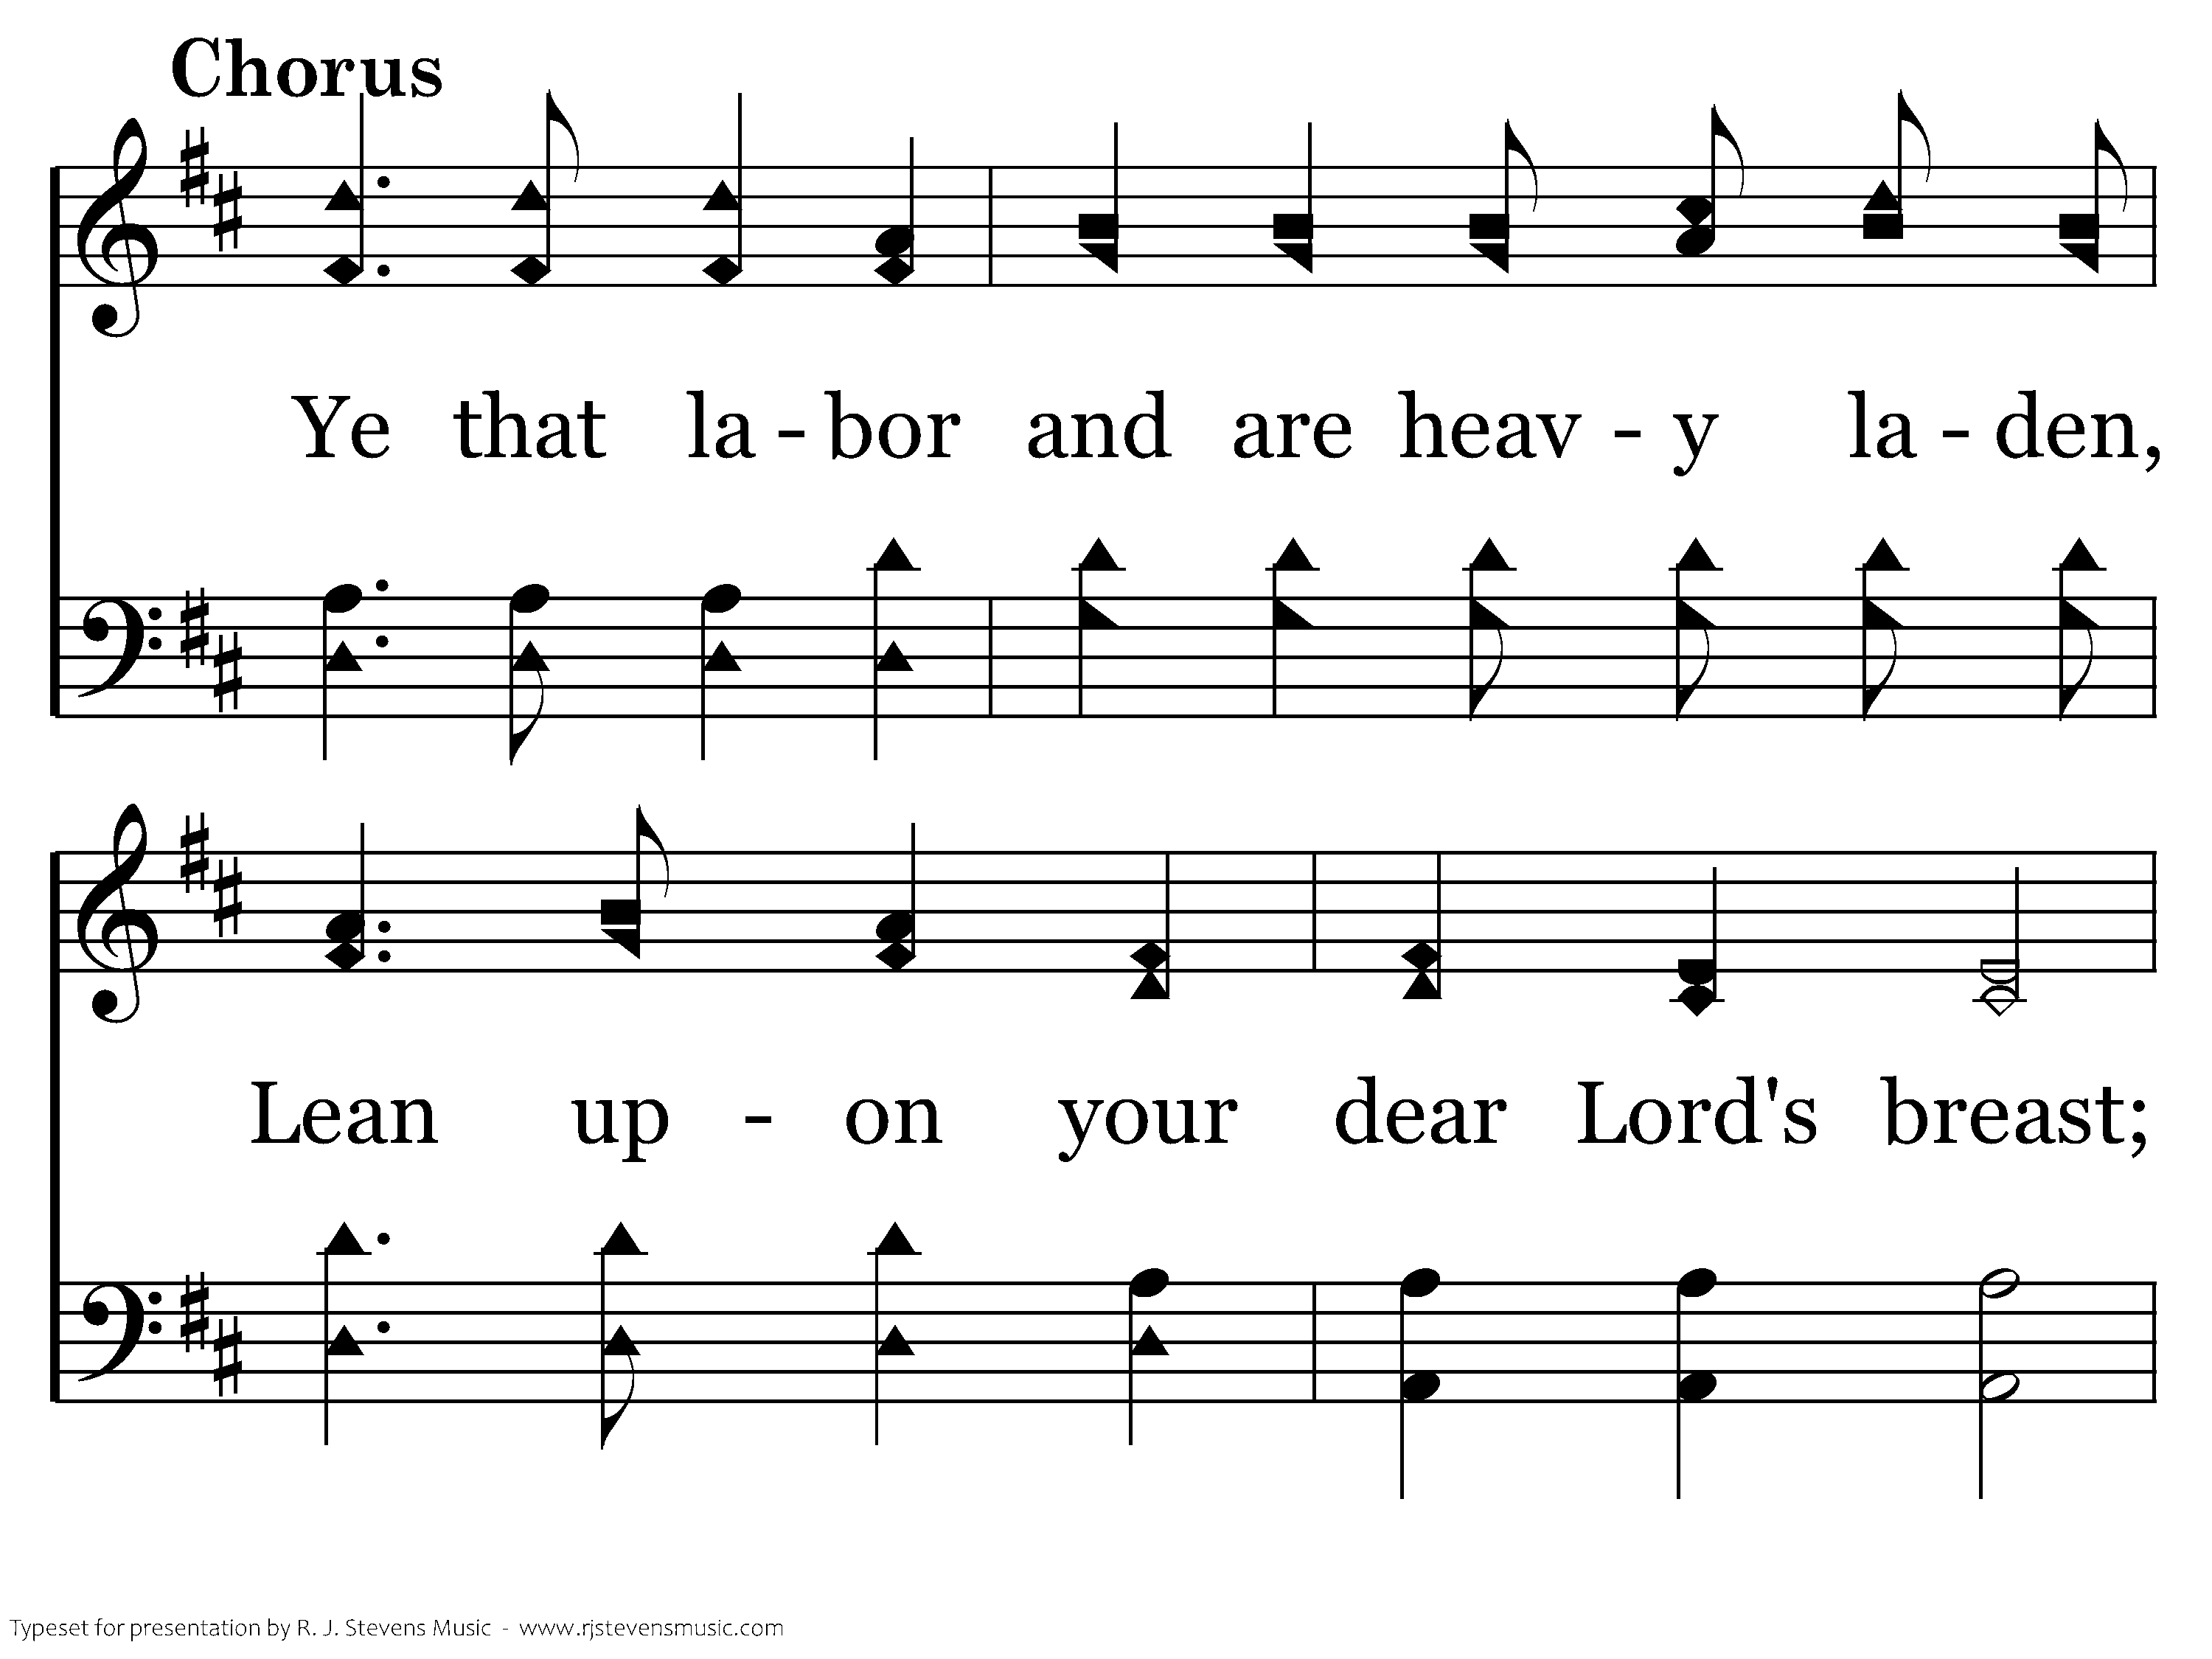 Chorus
Ye that la - bor and are heav - y la - den,
Lean up - on your dear Lord's breast;
Typeset for presentation by R. J. Stevens Music - www.rjstevensmusic.com